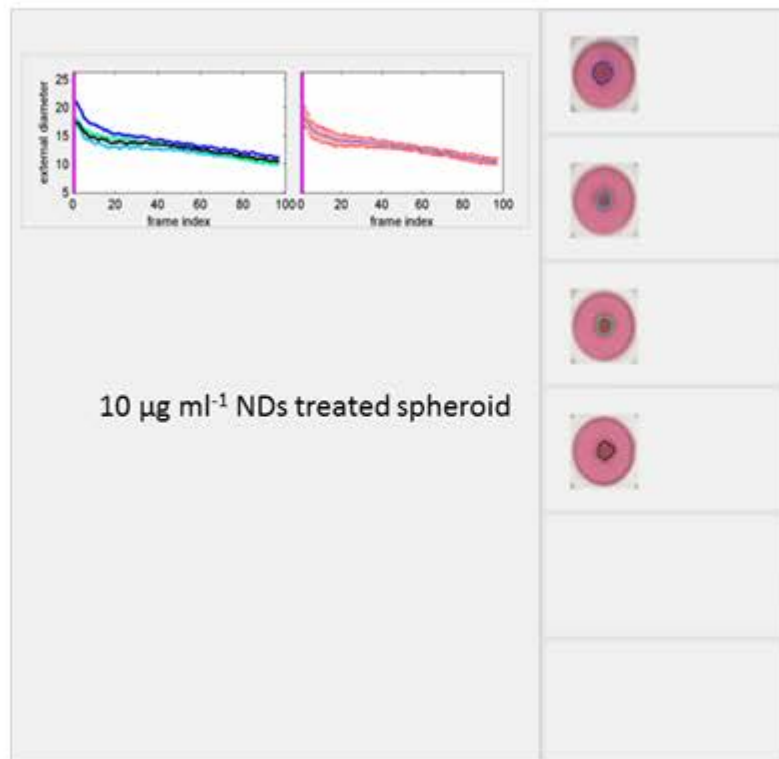 external diameter
25
20
15
10
5
0 20 40 60 80 100
frame index
0 20 40 60 80 100
frame index
10 µg ml-1 NDs treated spheroid